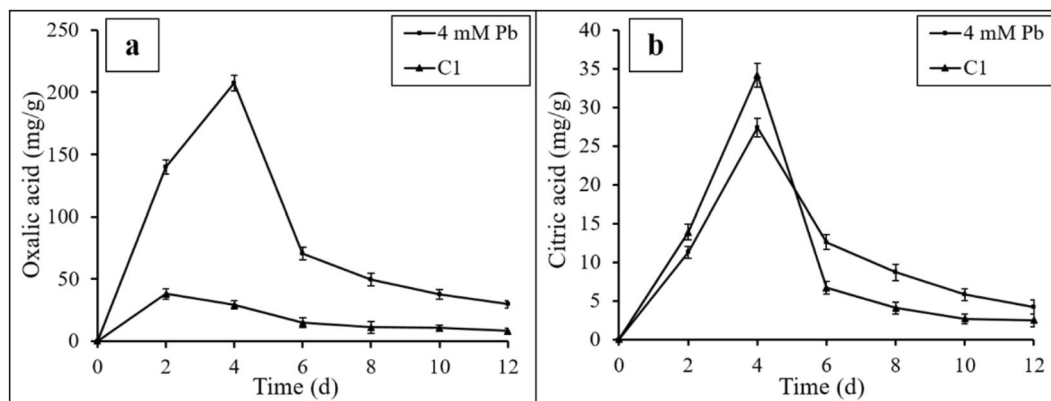 a
4 mM Pb
C1
Oxalic acid (mg/g)
250
200
150
100
50
0
0 2 4 6 8 10 12
Time (d)
b
4 mM Pb
C1
Citric acid (mg/g)
40
35
30
25
20
15
10
5
0
0 2 4 6 8 10 12
Time (d)